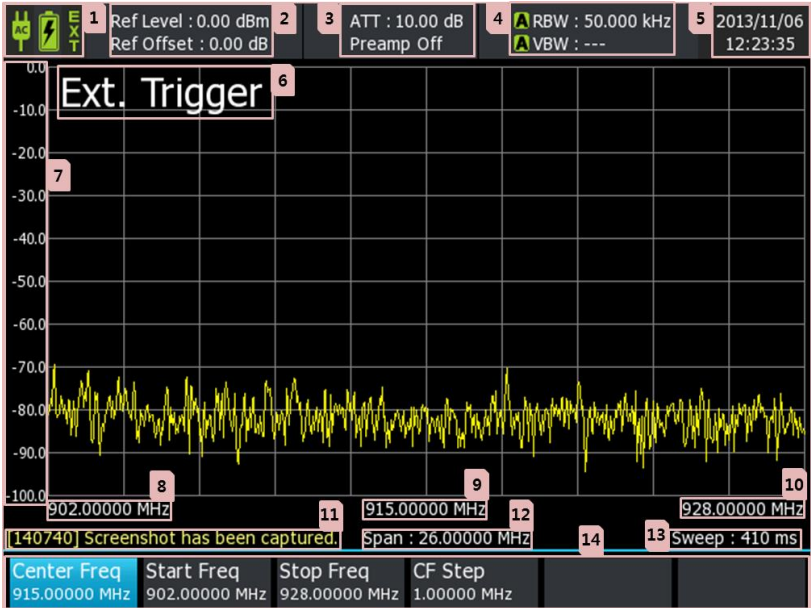 AC
EXT
1
Ref Level : 0.00 dBm
Ref Offset : 0.00 dB
2
3
ATT : 10.00 dB
Preamp Off
4
A RBW : 50.000 kHz
A VBW : ---
5
2013/11/06
12:23:35
0.0
Ext. Trigger
6
-10.0
-20.0
7
-30.0
-40.0
-50.0
-60.0
-70.0
-80.0
-90.0
-100.0
8
9
10
902.00000 MHz
915.00000 MHz
928.00000 MHz
11
12
13
14
[140740] Screenshot has been captured.
Span : 26.00000 MHz
Sweep : 410 ms
Center Freq
915.00000 MHz
Start Freq
902.00000 MHz
Stop Freq
928.00000 MHz
CF Step
1.00000 MHz